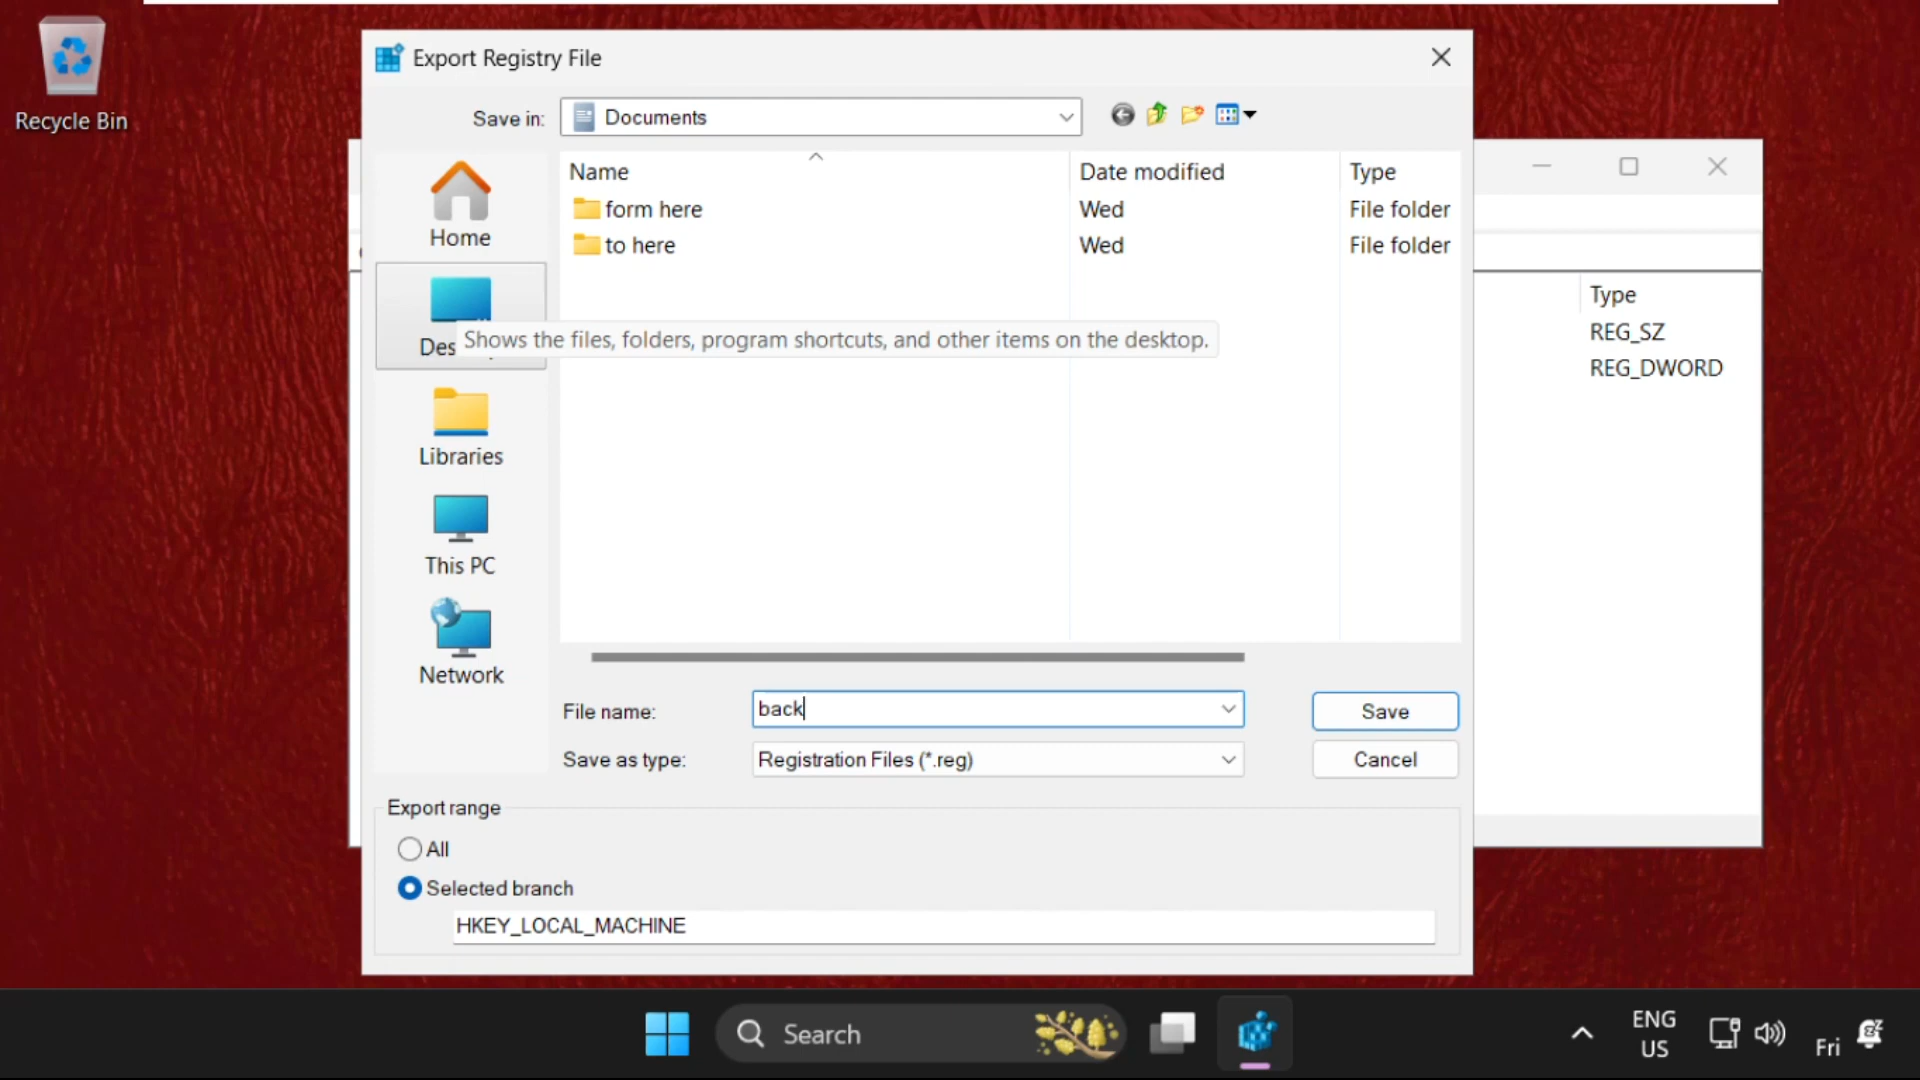 Recycle Bin
Export Registry File
Save in:
Documents
Name
Date modified
Type
form here
Wed
File folder
to here
Wed
File folder
Home
Des
Shows the files, folders, program shortcuts, and other items on the desktop.
Libraries
This PC
Network
File name:
back
Save
Save as type:
Registration Files (*.reg)
Cancel
Export range
All
Selected branch
HKEY_LOCAL_MACHINE
Type
REG_SZ
REG_DWORD
Search
ENG
US
Fri